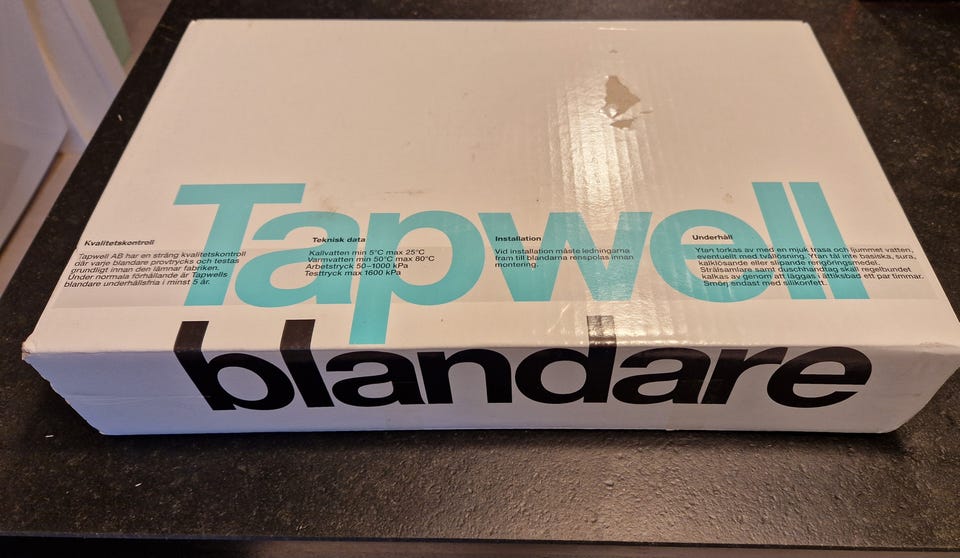 Tapwell
Kvalitetskontroll
Tapwell AB har en sträng kvalitetskontroll
där varje blandare provtrycks och testas
grundligt innan den lämnar fabriken.
Under normala förhållande är Tapwells
blandare underhållsfria i minst 5 år.
Teknisk data
Kallvatten min 5°C max 25°C
Varmvatten min 50°C max 80°C
Arbetstryck 50–1000 kPa
Testtryck max 1600 kPa
Installation
Vid installation måste ledningarna
fram till blandarna renspolas innan
montering.
Underhåll
Ytan torkas av med en mjuk trasa och ljummet vatten,
eventuellt med tvållösning. Ytan tål inte basiska, sura,
kalklösande eller slipande rengöringsmedel.
Strålsamlare samt duschhandtag skall regelbundet
kalkas av genom att läggas i ättiksbad ett par timmar.
Smörj endast med silikonfett.
blandare